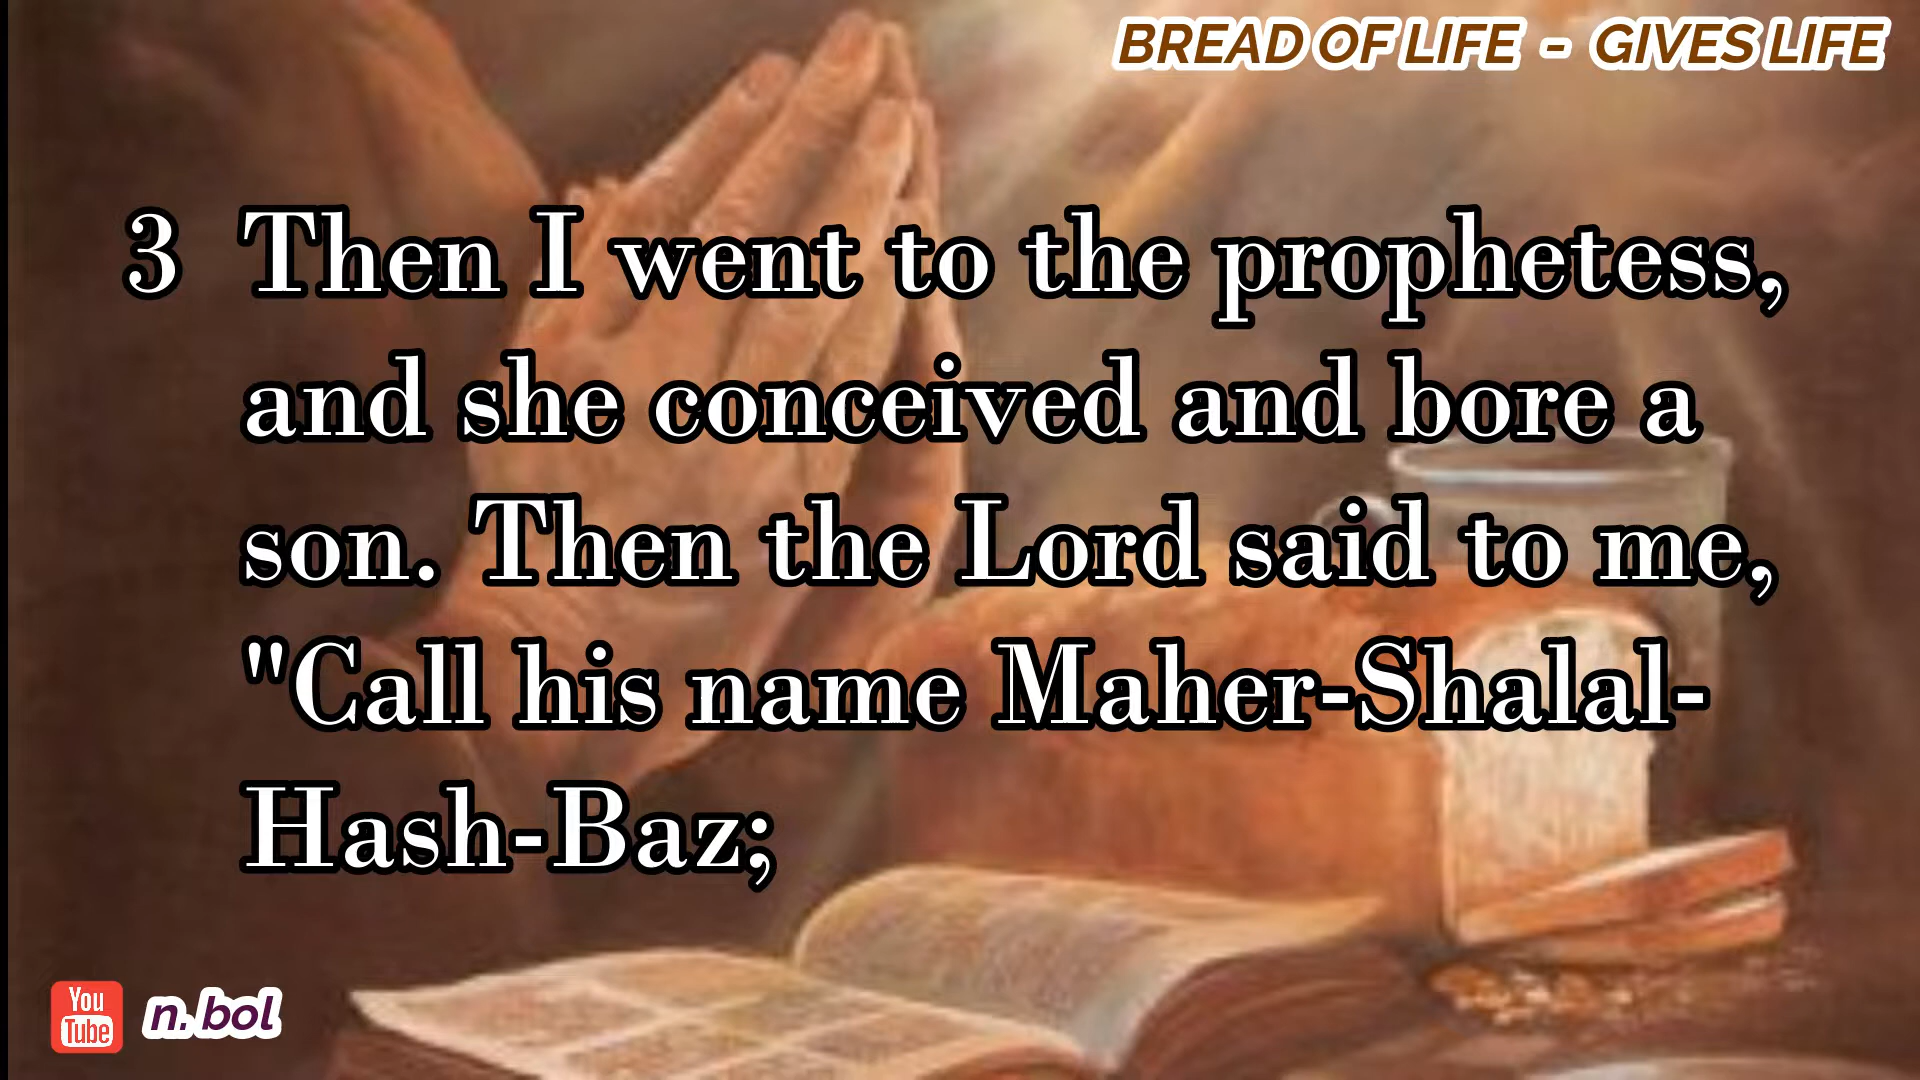 BREAD OF LIFE - GIVES LIFE
3 Then I went to the prophetess,
and she conceived and bore a
son. Then the Lord said to me,
"Call his name Maher-Shalal-
Hash-Baz;
You
Tube
n. bol